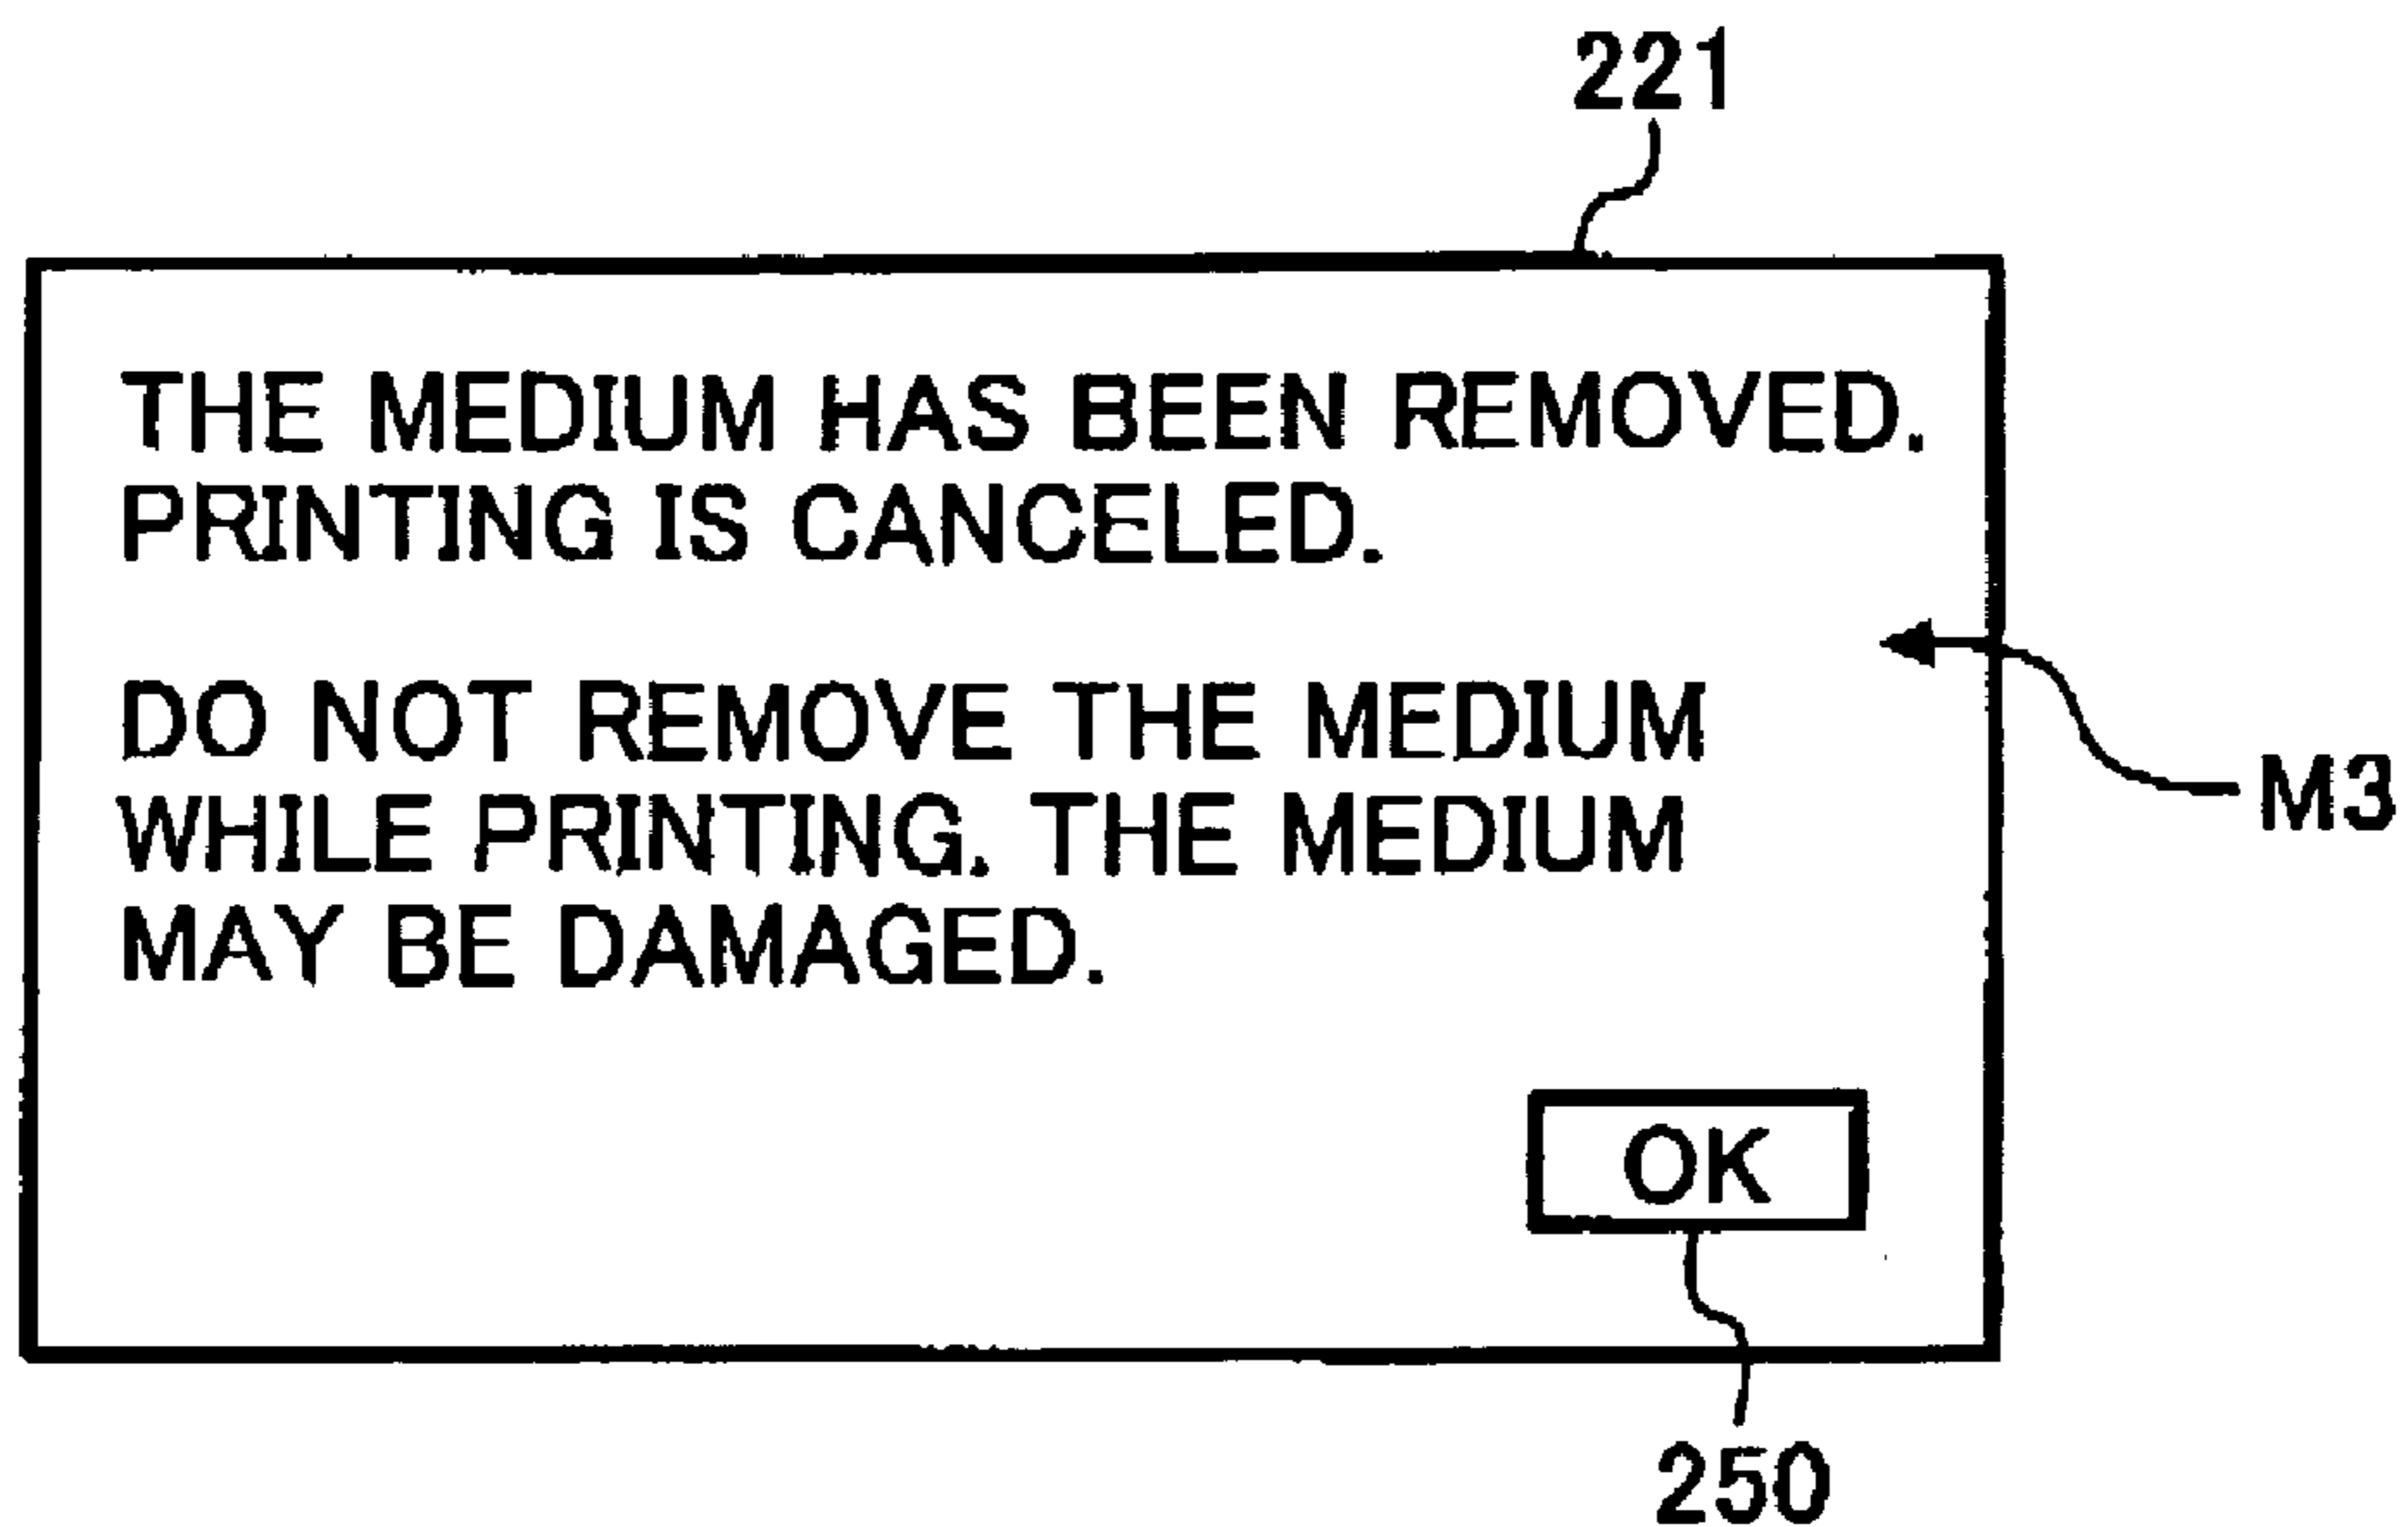 221
THE MEDIUM HAS BEEN REMOVED.
PRINTING IS CANCELED.
DO NOT REMOVE THE MEDIUM
WHILE PRINTING. THE MEDIUM
MAY BE DAMAGED.
M3
OK
250